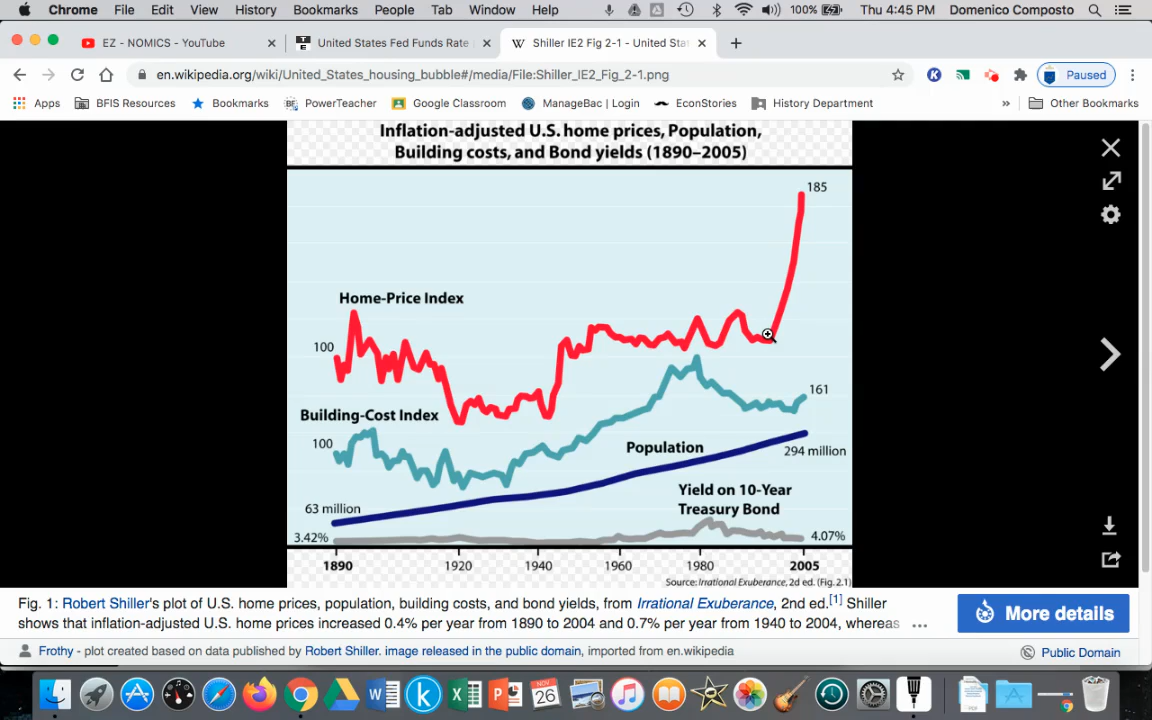 Chrome File Edit View History Bookmarks People Tab Window Help 100% Thu 4:45 PM Domenico Composto
EZ - NOMICS - YouTube
United States Fed Funds Rate
Shiller IE2 Fig 2-1 - United Stat
en.wikipedia.org/wiki/United_States_housing_bubble#/media/File:Shiller_IE2_Fig_2-1.png
Paused
Apps BFIS Resources Bookmarks PowerTeacher Google Classroom ManageBac | Login EconStories History Department » Other Bookmarks
Inflation-adjusted U.S. home prices, Population,
Building costs, and Bond yields (1890–2005)
185
Home-Price Index
100
161
Building-Cost Index
100
Population
294 million
Yield on 10-Year
Treasury Bond
63 million
3.42%
4.07%
1890 1920 1940 1960 1980 2005
Source: Irrational Exuberance, 2d ed. (Fig.2.1)
Fig. 1: Robert Shiller's plot of U.S. home prices, population, building costs, and bond yields, from Irrational Exuberance, 2nd ed.[1] Shiller
shows that inflation-adjusted U.S. home prices increased 0.4% per year from 1890 to 2004 and 0.7% per year from 1940 to 2004, whereas ...
More details
Frothy - plot created based on data published by Robert Shiller. image released in the public domain, imported from en.wikipedia
Public Domain
NOV
26